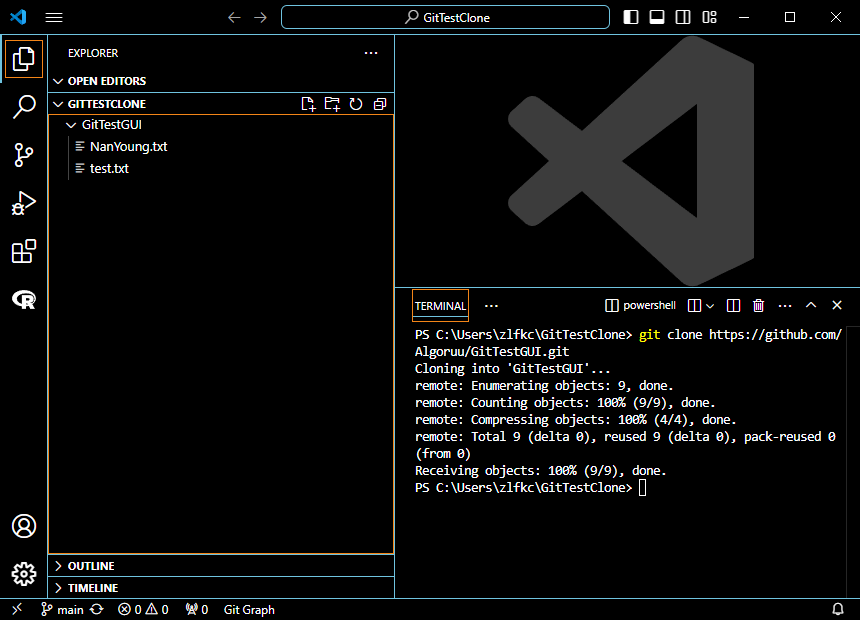 GitTestClone
EXPLORER
OPEN EDITORS
GITTESTCLONE
GitTestGUI
NanYoung.txt
test.txt
OUTLINE
TIMELINE
TERMINAL
powershell
PS C:\Users\zlfkc\GitTestClone> git clone https://github.com/
Algoruu/GitTestGUI.git
Cloning into 'GitTestGUI'...
remote: Enumerating objects: 9, done.
remote: Counting objects: 100% (9/9), done.
remote: Compressing objects: 100% (4/4), done.
remote: Total 9 (delta 0), reused 9 (delta 0), pack-reused 0
(from 0)
Receiving objects: 100% (9/9), done.
PS C:\Users\zlfkc\GitTestClone>
main 0 0 0 Git Graph